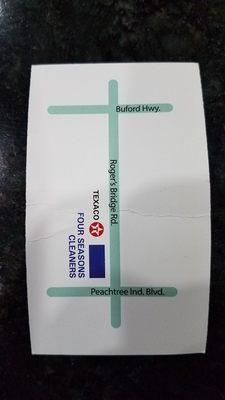 Buford Hwy.
Roger's Bridge Rd.
TEXACO
FOUR SEASONS
CLEANERS
Peachtree Ind. Blvd.